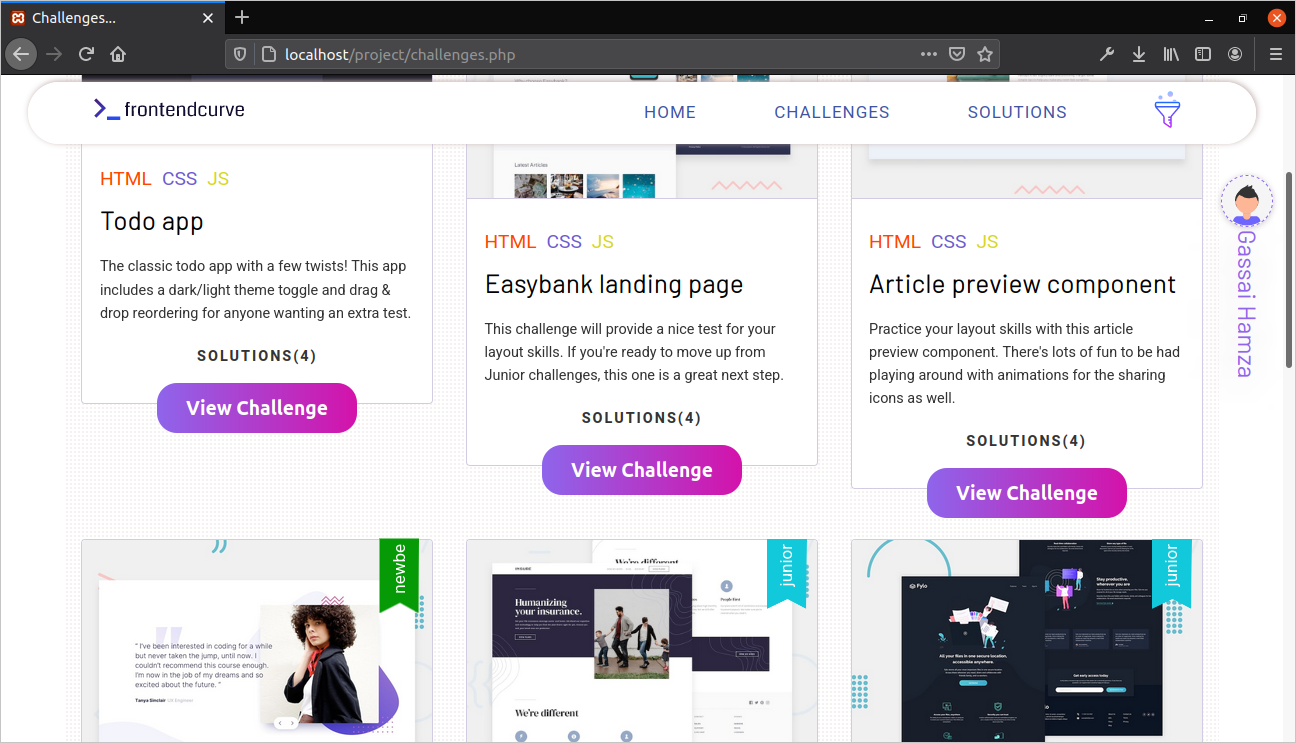 Challenges...
localhost/project/challenges.php
frontendcurve
HOME
CHALLENGES
SOLUTIONS
Gassai Hamza
HTML CSS JS
Todo app
The classic todo app with a few twists! This app
includes a dark/light theme toggle and drag &
drop reordering for anyone wanting an extra test.
SOLUTIONS(4)
View Challenge
Latest Articles
HTML CSS JS
Easybank landing page
This challenge will provide a nice test for your
layout skills. If you're ready to move up from
Junior challenges, this one is a great next step.
SOLUTIONS(4)
View Challenge
HTML CSS JS
Article preview component
Practice your layout skills with this article
preview component. There's lots of fun to be had
playing around with animations for the sharing
icons as well.
SOLUTIONS(4)
View Challenge
newbe
" I've been interested in coding for a while
but never taken the jump, until now. I
couldn't recommend this course enough.
I'm now in the job of my dreams and so
excited about the future. "
Tanya Sinclair UX Engineer
junior
We're different
INSURE
Humanizing
your insurance.
People First
We're different
junior
Fylo
Stay productive,
wherever you are
All your files in one secure location,
accessible anywhere.
Get early access today